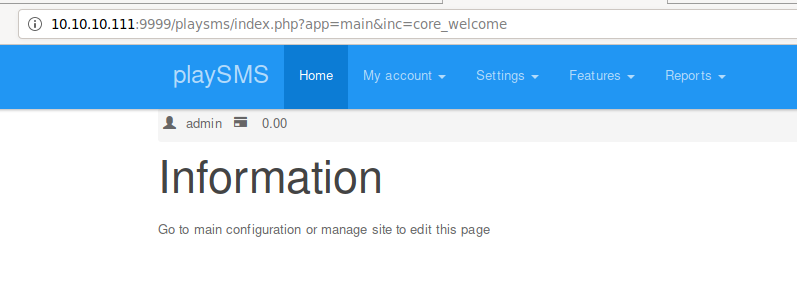 10.10.10.111:9999/playsms/index.php?app=main&inc=core_welcome
playSMS Home My account Settings Features Reports
admin 0.00
Information
Go to main configuration or manage site to edit this page